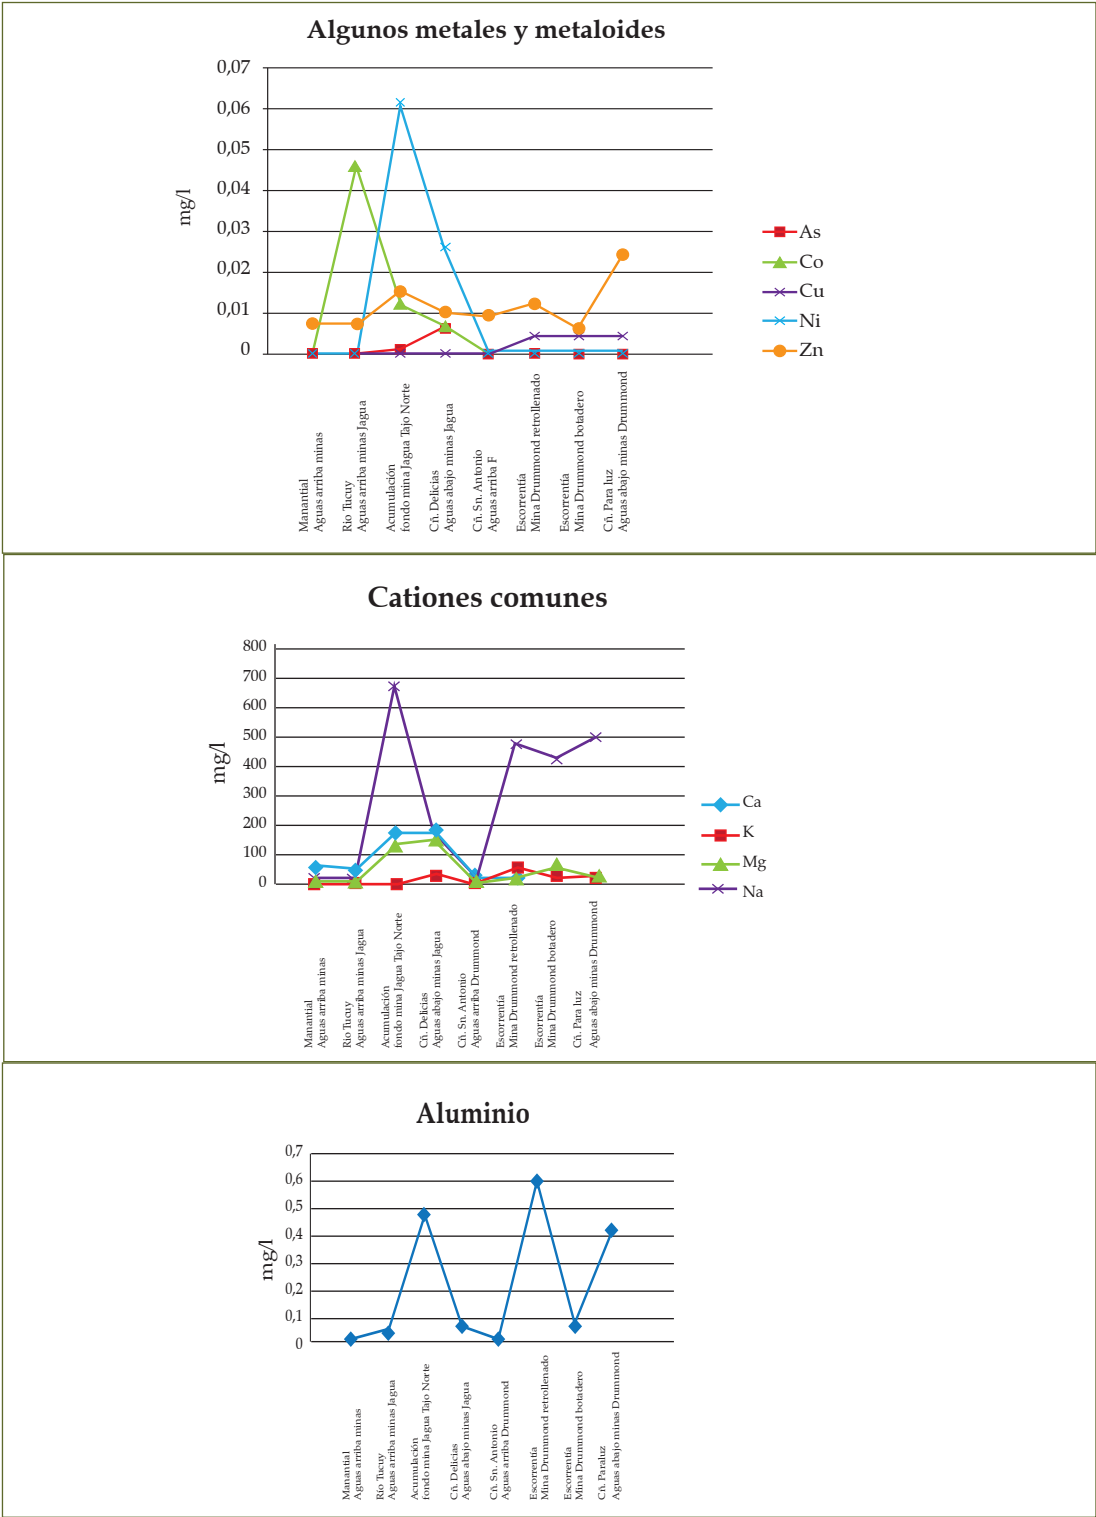 Algunos metales y metaloides
0,07
0,06
0,05
0,04
0,03
0,02
0,01
0
mg/l
As
Co
Cu
Ni
Zn
Manantial
Aguas arriba minas
Río Tucuy
Aguas arriba minas Jagua
Acumulación
fondo mina Jagua Tajo Norte
Cñ. Delicias
Aguas abajo minas Jagua
Cñ. Sn. Antonio
Aguas arriba F
Escorrentía
Mina Drummond retrollenado
Escorrentía
Mina Drummond botadero
Cñ. Para luz
Aguas abajo minas Drummond
Cationes comunes
800
700
600
500
400
300
200
100
0
mg/l
Ca
K
Mg
Na
Manantial
Aguas arriba minas
Río Tucuy
Aguas arriba minas Jagua
Acumulación
fondo mina Jagua Tajo Norte
Cñ. Delicias
Aguas abajo minas Jagua
Cñ. Sn. Antonio
Aguas arriba Drummond
Escorrentía
Mina Drummond retrollenado
Escorrentía
Mina Drummond botadero
Cñ. Para luz
Aguas abajo minas Drummond
Aluminio
0,7
0,6
0,5
0,4
0,3
0,2
0,1
0
mg/l
Manantial
Aguas arriba minas
Río Tucuy
Aguas arriba minas Jagua
Acumulación
fondo mina Jagua Tajo Norte
Cñ. Delicias
Aguas abajo minas Jagua
Cñ. Sn. Antonio
Aguas arriba Drummond
Escorrentía
Mina Drummond retrollenado
Escorrentía
Mina Drummond botadero
Cñ. Paraluz
Aguas abajo minas Drummond